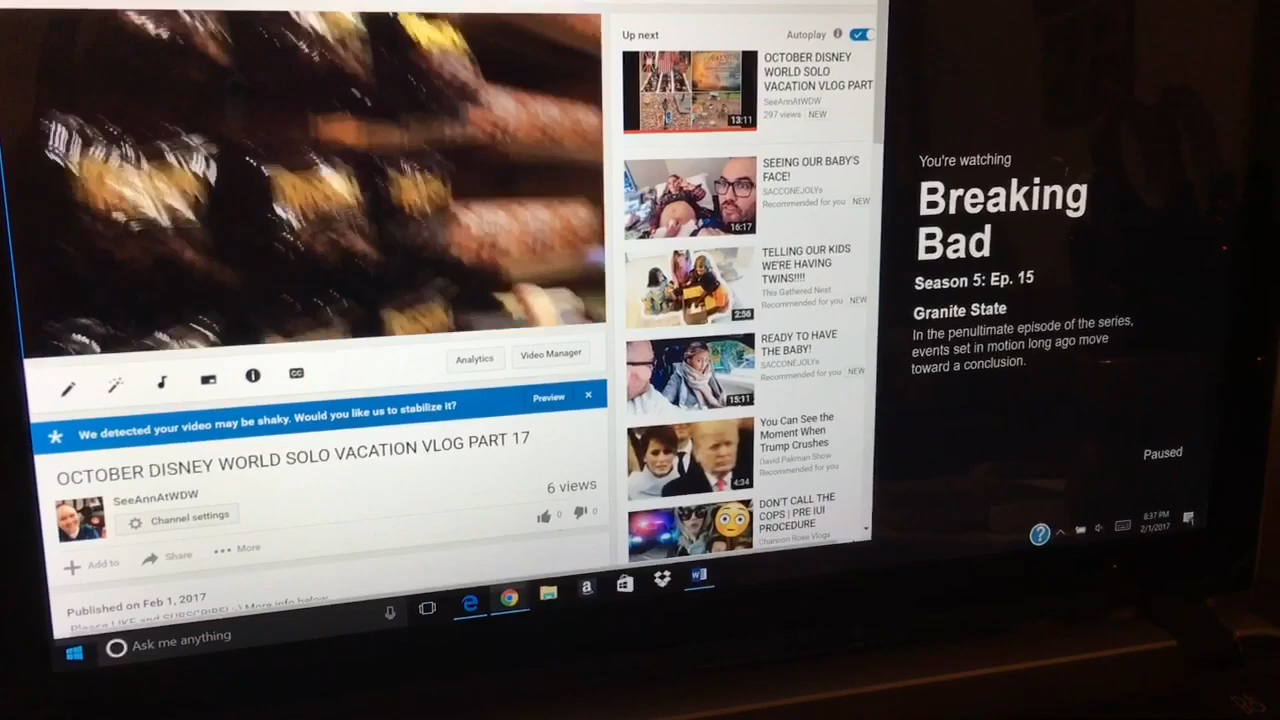 Up next
Autoplay
OCTOBER DISNEY
WORLD SOLO
VACATION VLOG PART
SeeAnnAtWDW
297 views NEW
13:11
SEEING OUR BABY'S
FACE!
SACCONEJOLYs
Recommended for you NEW
16:17
TELLING OUR KIDS
WE'RE HAVING
TWINS!!!!
This Gathered Nest
Recommended for you NEW
2:56
READY TO HAVE
THE BABY!
SACCONEJOLYs
Recommended for you NEW
15:11
You Can See the
Moment When
Trump Crushes
David Pakman Show
Recommended for you
4:34
DON'T CALL THE
COPS | PRE IUI
PROCEDURE
Channon Rose Vlogs
Analytics
Video Manager
CC
We detected your video may be shaky. Would you like us to stabilize it?
Preview
OCTOBER DISNEY WORLD SOLO VACATION VLOG PART 17
SeeAnnAtWDW
Channel settings
6 views
0
0
Add to
Share
More
Published on Feb 1, 2017
Please LIKE and SUBSCRIBE! :) More info below
Ask me anything
You're watching
Breaking
Bad
Season 5: Ep. 15
Granite State
In the penultimate episode of the series,
events set in motion long ago move
toward a conclusion.
Paused
8:37 PM
2/1/2017